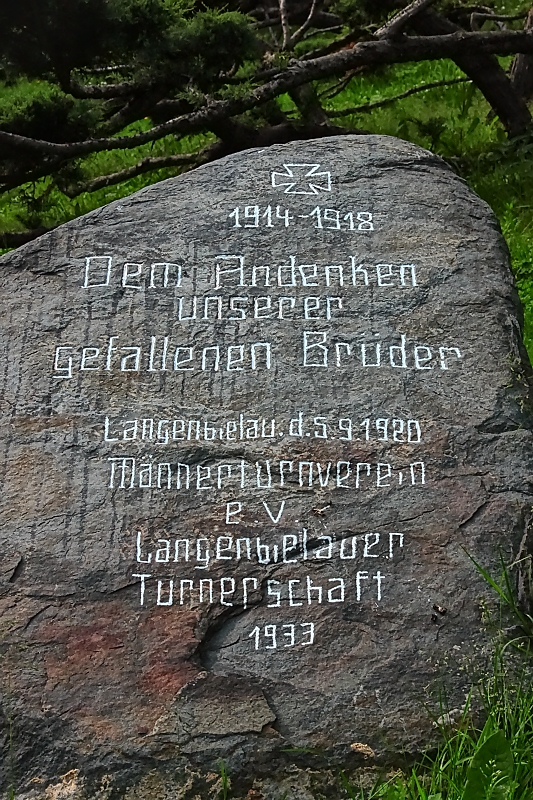 1914-1918
Dem Andenken
unserer
gefallenen Brüder
Langenbielau.d.5.9.1920
Männerturnverein
e.V
Langenbielauer
Turnerschaft
1933